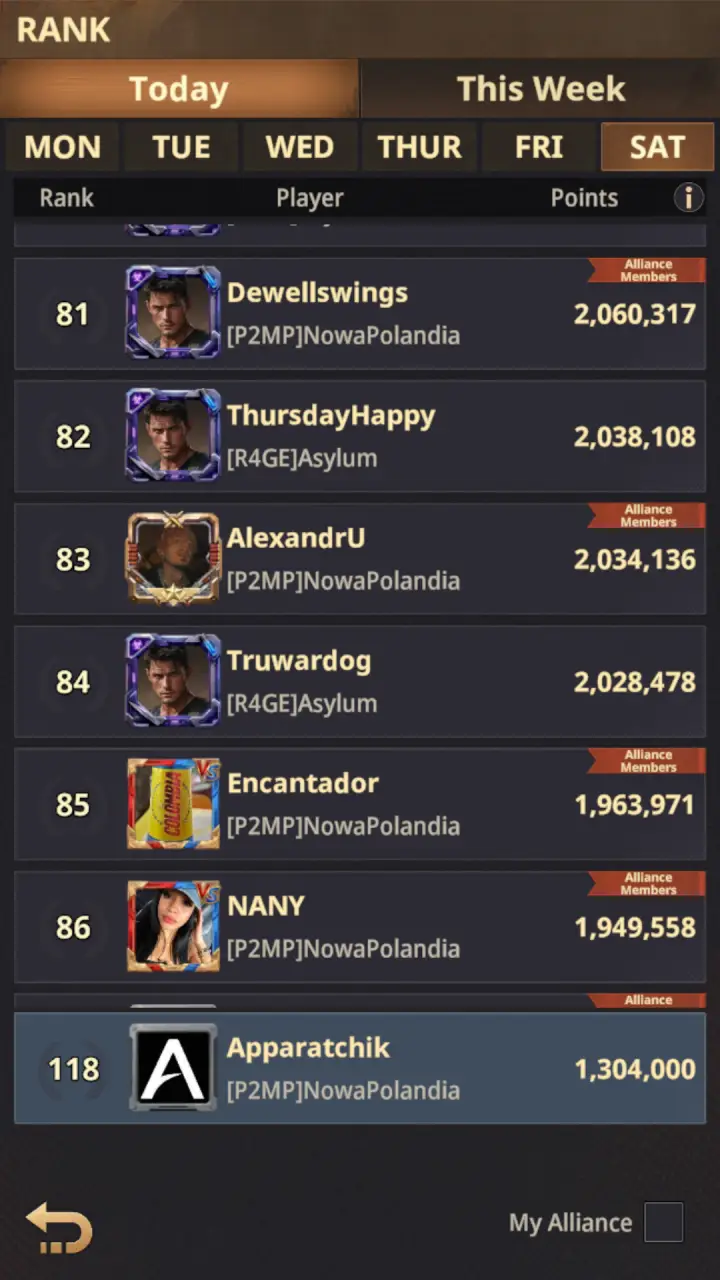 RANK
Today
This Week
MON
TUE
WED
THUR
FRI
SAT
Rank
Player
Points
Alliance
Members
81
Dewellswings
[P2MP]NowaPolandia
2,060,317
82
ThursdayHappy
[R4GE]Asylum
2,038,108
Alliance
Members
83
AlexandrU
[P2MP]NowaPolandia
2,034,136
84
Truwardog
[R4GE]Asylum
2,028,478
Alliance
Members
85
COLOMBIA
VS
Encantador
[P2MP]NowaPolandia
1,963,971
Alliance
Members
86
VS
NANY
[P2MP]NowaPolandia
1,949,558
Alliance
118
A
Apparatchik
[P2MP]NowaPolandia
1,304,000
My Alliance